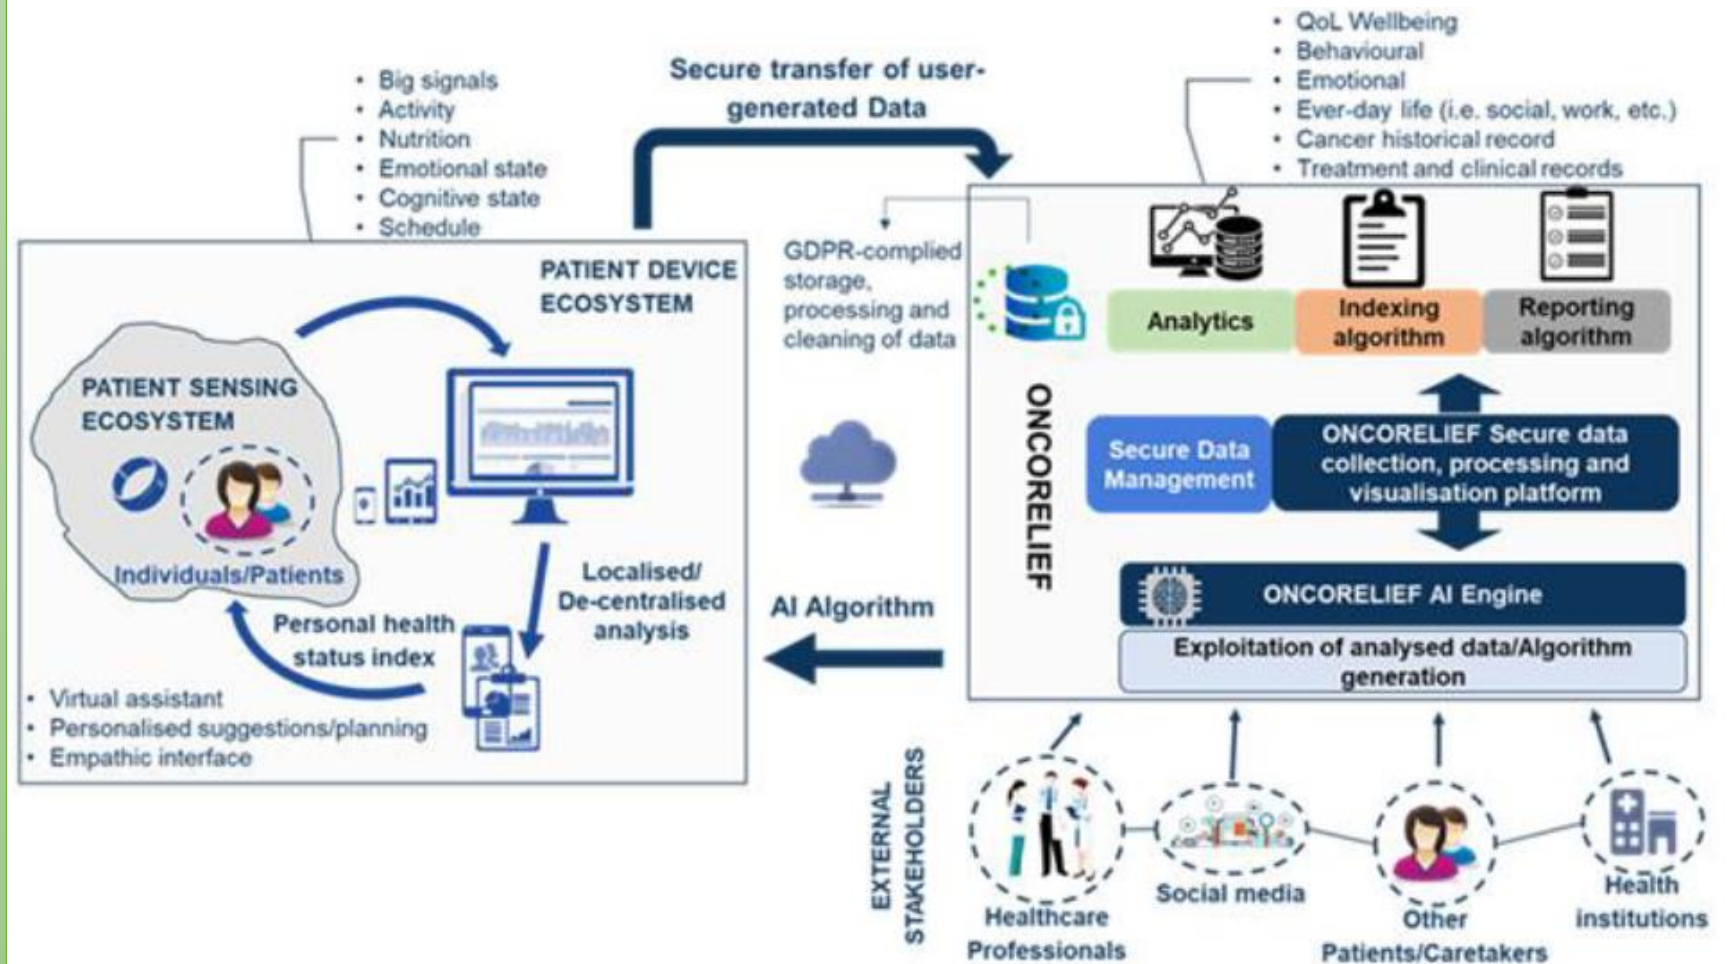 • Big signals
• Activity
• Nutrition
• Emotional state
• Cognitive state
• Schedule
Secure transfer of user-
generated Data
• QoL Wellbeing
• Behavioural
• Emotional
• Ever-day life (i.e. social, work, etc.)
• Cancer historical record
• Treatment and clinical records
PATIENT DEVICE
ECOSYSTEM
PATIENT SENSING
ECOSYSTEM
Individuals/Patients
Localised/
De-centralised
analysis
Personal health
status index
• Virtual assistant
• Personalised suggestions/planning
• Empathic interface
GDPR-complied
storage,
processing and
cleaning of data
AI Algorithm
ONCORELIEF
Analytics
Indexing
algorithm
Reporting
algorithm
Secure Data
Management
ONCORELIEF Secure data
collection, processing and
visualisation platform
ONCORELIEF AI Engine
Exploitation of analysed data/Algorithm
generation
EXTERNAL
STAKEHOLDERS
Healthcare
Professionals
Social media
Other
Patients/Caretakers
Health
institutions